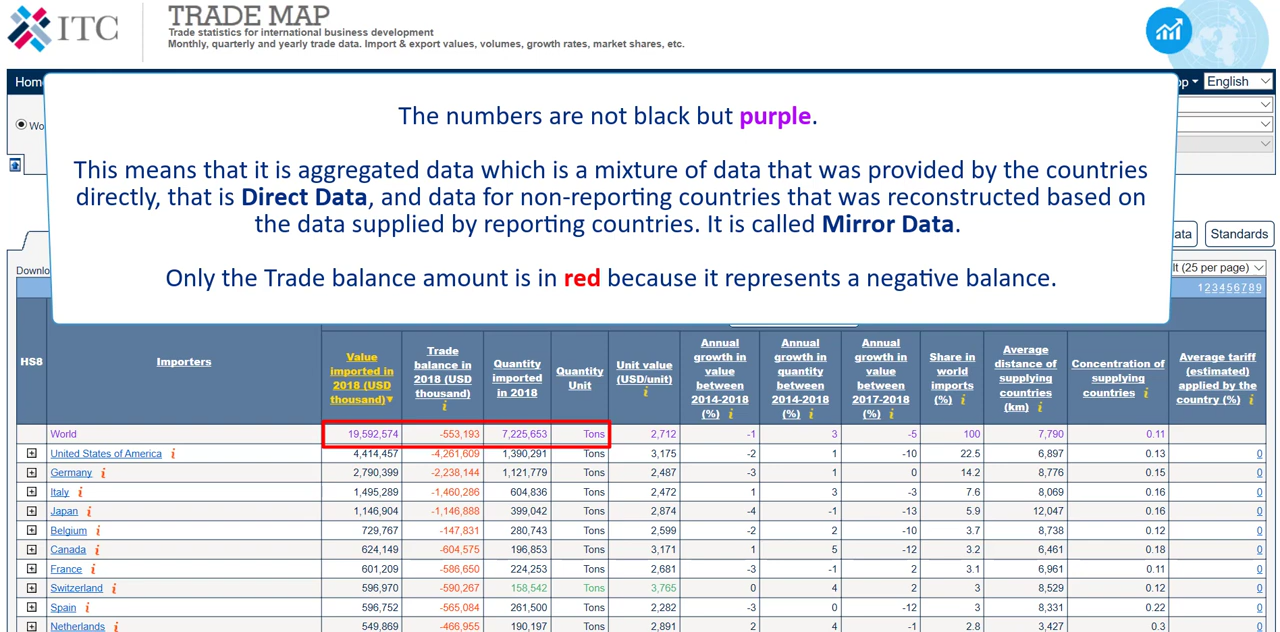 ITC
TRADE MAP
Trade statistics for international business development
Monthly, quarterly and yearly trade data. Import & export values, volumes, growth rates, market shares, etc.
English
The numbers are not black but purple.
This means that it is aggregated data which is a mixture of data that was provided by the countries
directly, that is Direct Data, and data for non-reporting countries that was reconstructed based on
the data supplied by reporting countries. It is called Mirror Data.
Only the Trade balance amount is in red because it represents a negative balance.
Standards
(25 per page)
1 2 3 4 5 6 7 8 9
HS8 Importers Value imported in 2018 (USD thousand)▼ Trade balance in 2018 (USD thousand) i Quantity imported in 2018 Quantity Unit Unit value (USD/unit) i Annual growth in value between 2014-2018 (%) i Annual growth in quantity between 2014-2018 (%) i Annual growth in value between 2017-2018 (%) i Share in world imports (%) i Average distance of supplying countries (km) i Concentration of supplying countries i Average tariff (estimated) applied by the country (%) i
World 19,592,574 -553,193 7,225,653 Tons 2,712 -1 3 -5 100 7,790 0.11
United States of America i 4,414,457 -4,261,609 1,390,291 Tons 3,175 -2 1 -10 22.5 6,897 0.13 0
Germany i 2,790,399 -2,238,144 1,121,779 Tons 2,487 -3 1 0 14.2 8,776 0.15 0
Italy i 1,495,289 -1,460,286 604,836 Tons 2,472 1 3 -3 7.6 8,069 0.16 0
Japan i 1,146,904 -1,146,888 399,042 Tons 2,874 -4 -1 -13 5.9 12,047 0.16 0
Belgium i 729,767 -147,831 280,743 Tons 2,599 -2 2 -10 3.7 8,738 0.12 0
Canada i 624,149 -604,575 196,853 Tons 3,171 1 5 -12 3.2 6,461 0.18 0
France i 601,209 -586,650 224,253 Tons 2,681 -3 -1 2 3.1 6,961 0.11 0
Switzerland i 596,970 -590,267 158,542 Tons 3,765 0 4 2 3 8,529 0.12 0
Spain i 596,752 -565,084 261,500 Tons 2,282 -3 0 -12 3 8,331 0.22 0
Netherlands i 549,869 -466,955 190,197 Tons 2,891 2 4 -1 2.8 3,427 0.3 0